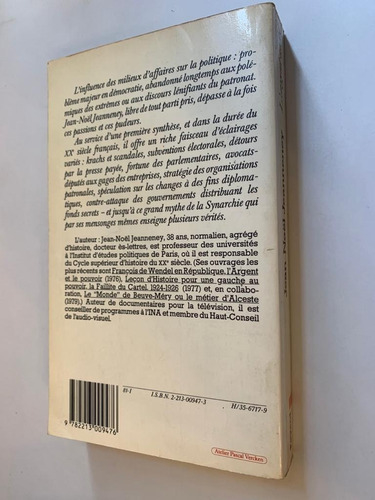 L'influence des milieux d'affaires sur la politique : pro-
blème majeur en démocratie, abandonné longtemps aux polé-
miques des extrêmes ou aux discours lénifiants du patronat.
Jean-Noël Jeanneney, libre de tout parti pris, dépasse à la fois
ces passions et ces pudeurs.
Au service d'une première synthèse, et dans la durée du
XXe siècle français, il offre un riche faisceau d'éclairages
variés : krachs et scandales, subventions électorales, détours
par la presse payée, fortune des parlementaires, avocats-
députés aux gages des entreprises, stratégie des organisations
patronales, spéculation sur les changes à des fins diploma-
tiques, contre-attaque des gouvernements distribuant les
fonds secrets – et jusqu'à ce grand mythe de la Synarchie qui
par ses mensonges mêmes enseigne plusieurs vérités.
L'auteur : Jean-Noël Jeanneney, 38 ans, normalien, agrégé
d'histoire, docteur ès-lettres, est professeur des universités
à l'Institut d'études politiques de Paris, où il est responsable
du Cycle supérieur d'histoire du XXe siècle. (Ses ouvrages les
plus récents sont François de Wendel en République, l'Argent
et le pouvoir (1976), Leçon d'Histoire pour une gauche au
pouvoir, la Faillite du Cartel, 1924-1926 (1977) et, en collabo-
ration, Le "Monde" de Beuve-Méry ou le métier d'Alceste
(1979).) Auteur de documentaires pour la télévision, il est
conseiller de programmes à l'INA et membre du Haut-Conseil
de l'audio-visuel.
81-I
I.S.B.N. 2-213-00947-3
H/35-6717-9
9 782213 009476
Atelier Pascal Vercken
Jean-Noël Jeanneney